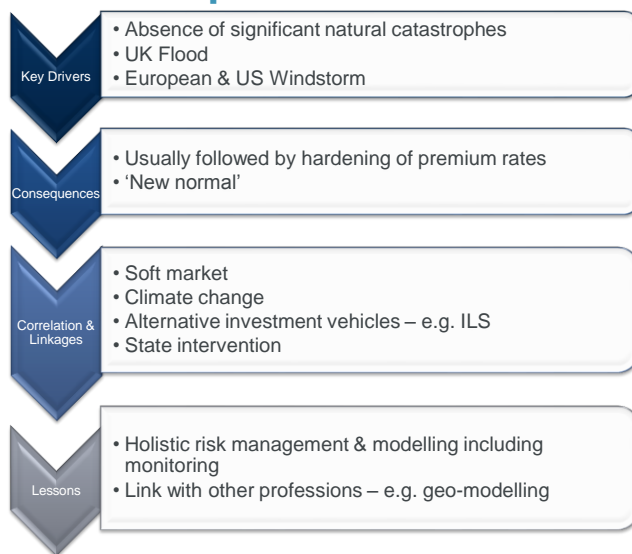 Key Drivers
• Absence of significant natural catastrophes
• UK Flood
• European & US Windstorm
Consequences
• Usually followed by hardening of premium rates
• ‘New normal’
Correlation &
Linkages
• Soft market
• Climate change
• Alternative investment vehicles – e.g. ILS
• State intervention
Lessons
• Holistic risk management & modelling including
monitoring
• Link with other professions – e.g. geo-modelling